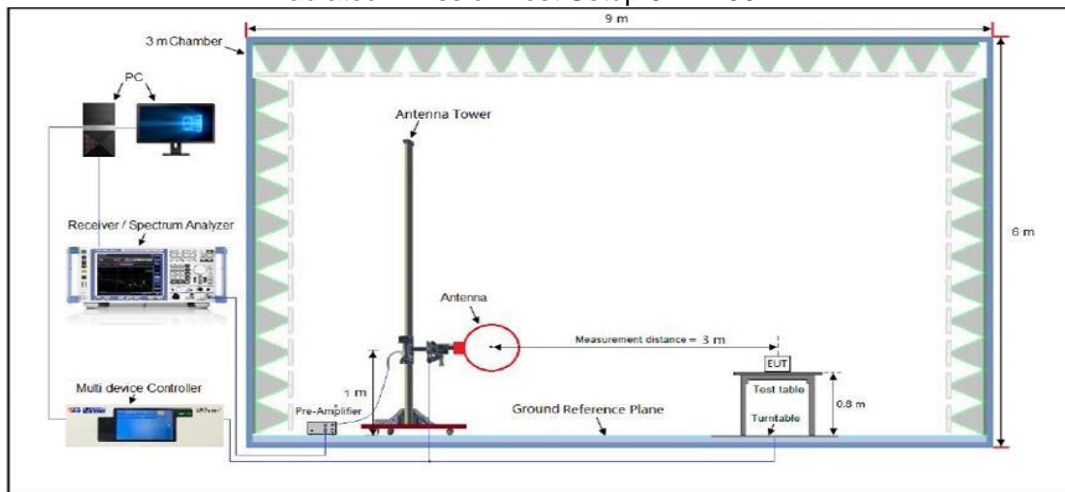 9 m
3 m Chamber
PC
Antenna Tower
Receiver / Spectrum Analyzer
6 m
Antenna
Measurement distance = 3 m
EUT
Multi device Controller
1 m
Test table
0.8 m
Pre-Amplifier
Ground Reference Plane
Turntable